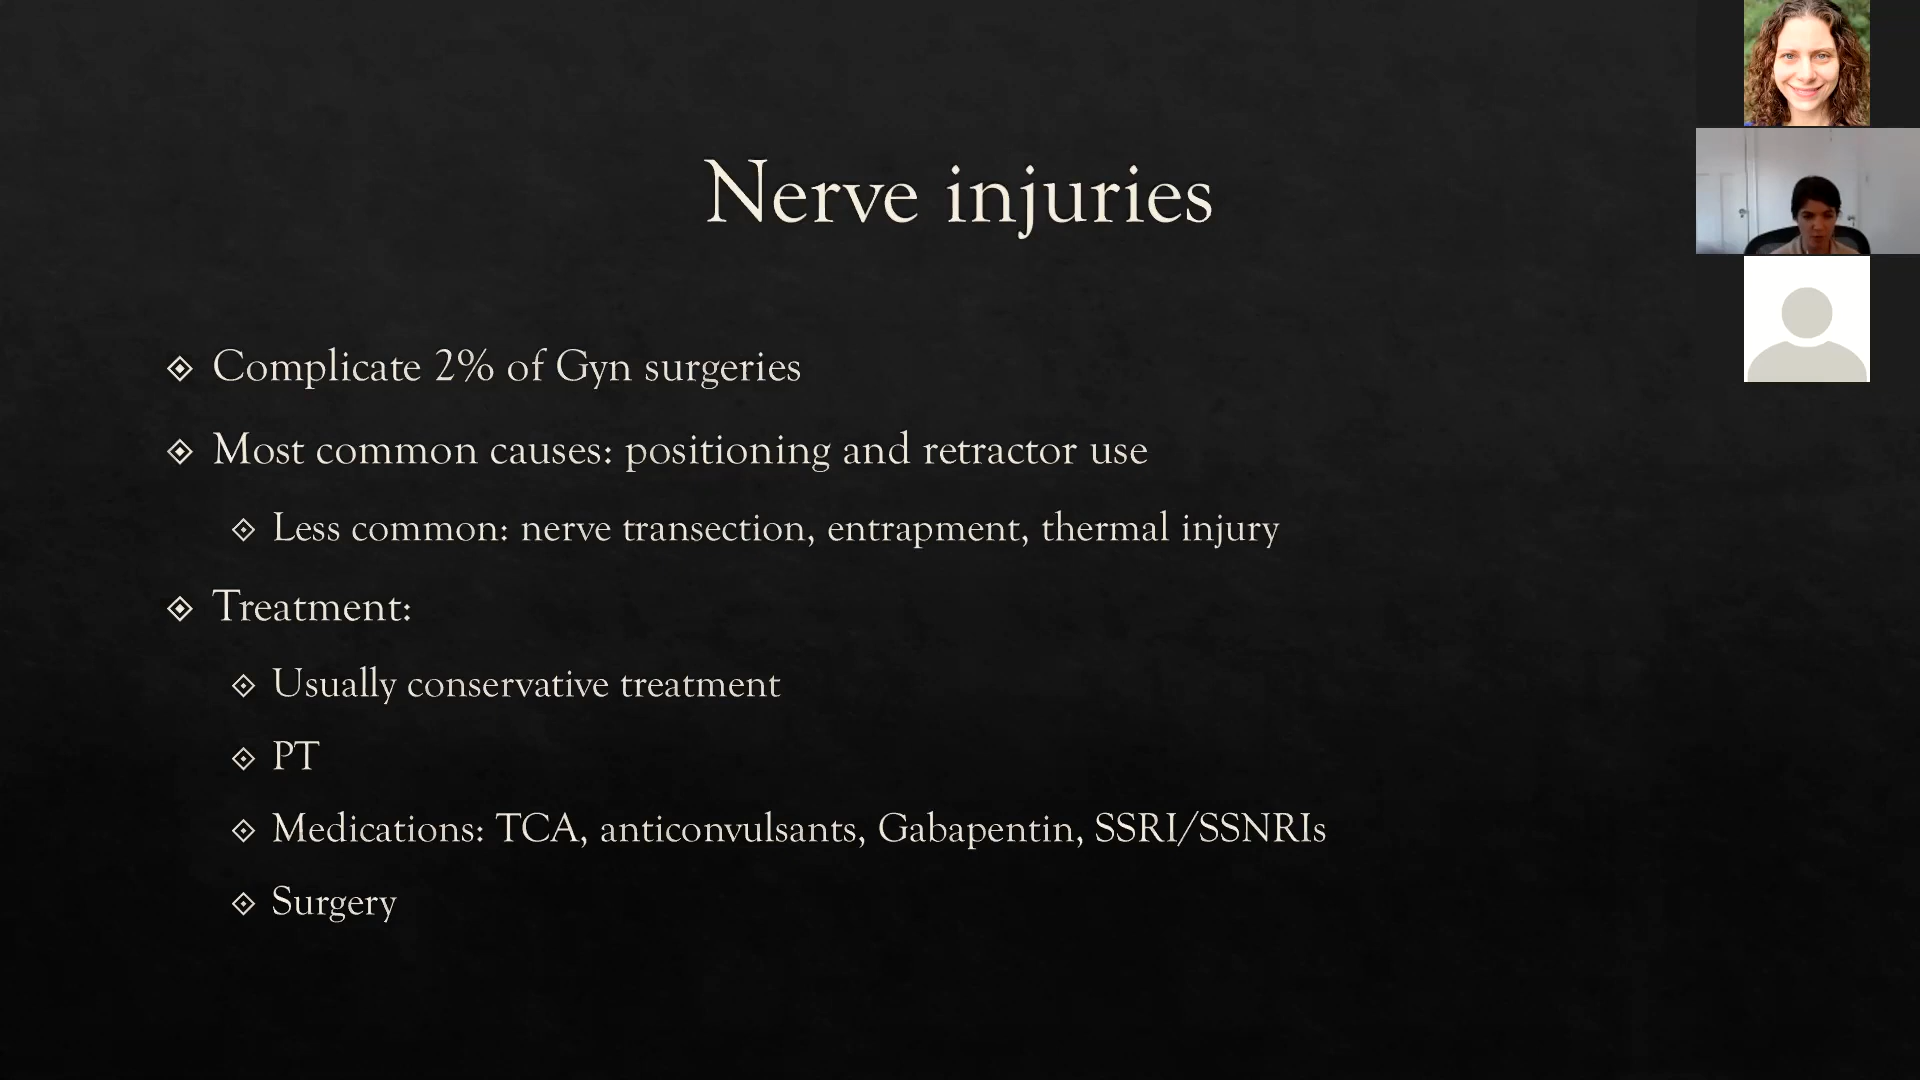 Nerve injuries
Complicate 2% of Gyn surgeries
Most common causes: positioning and retractor use
Less common: nerve transection, entrapment, thermal injury
Treatment:
Usually conservative treatment
PT
Medications: TCA, anticonvulsants, Gabapentin, SSRI/SSNRIs
Surgery